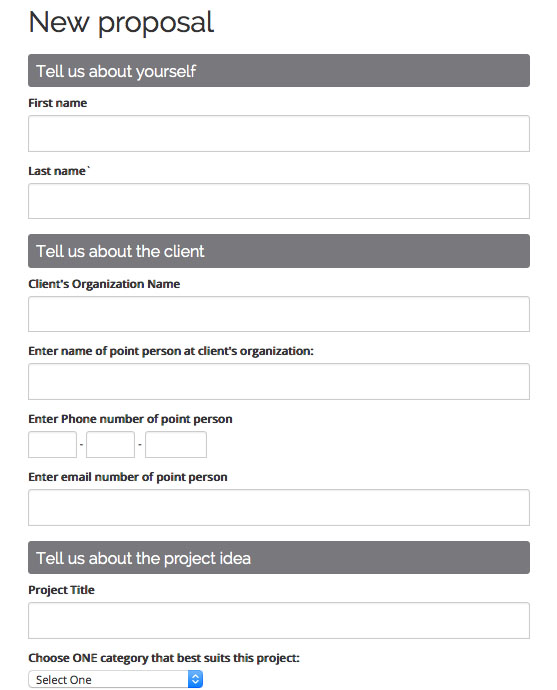 New proposal
Tell us about yourself
First name
Last name`
Tell us about the client
Client's Organization Name
Enter name of point person at client's organization:
Enter Phone number of point person
- -
Enter email number of point person
Tell us about the project idea
Project Title
Choose ONE category that best suits this project:
Select One